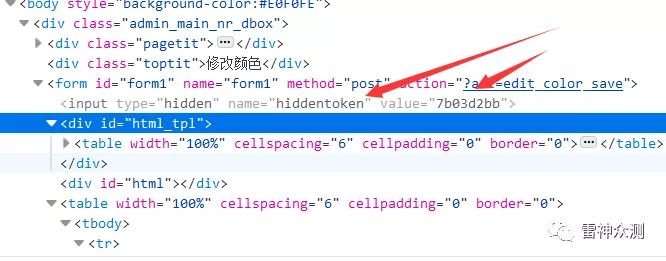 <body style="background-color:#E0F0FE">
<div class="admin_main_nr_dbox">
<div class="pagetit"></div>
<div class="toptit">修改颜色</div>
<form id="form1" name="form1" method="post" action="?act=edit_color_save">
<input type="hidden" name="hiddentoken" value="7b03d2bb">
<div id="html_tpl">
<table width="100%" cellspacing="6" cellpadding="0" border="0"></table>
</div>
<div id="html"></div>
<table width="100%" cellspacing="6" cellpadding="0" border="0">
<tbody>
<tr>
雷神众测